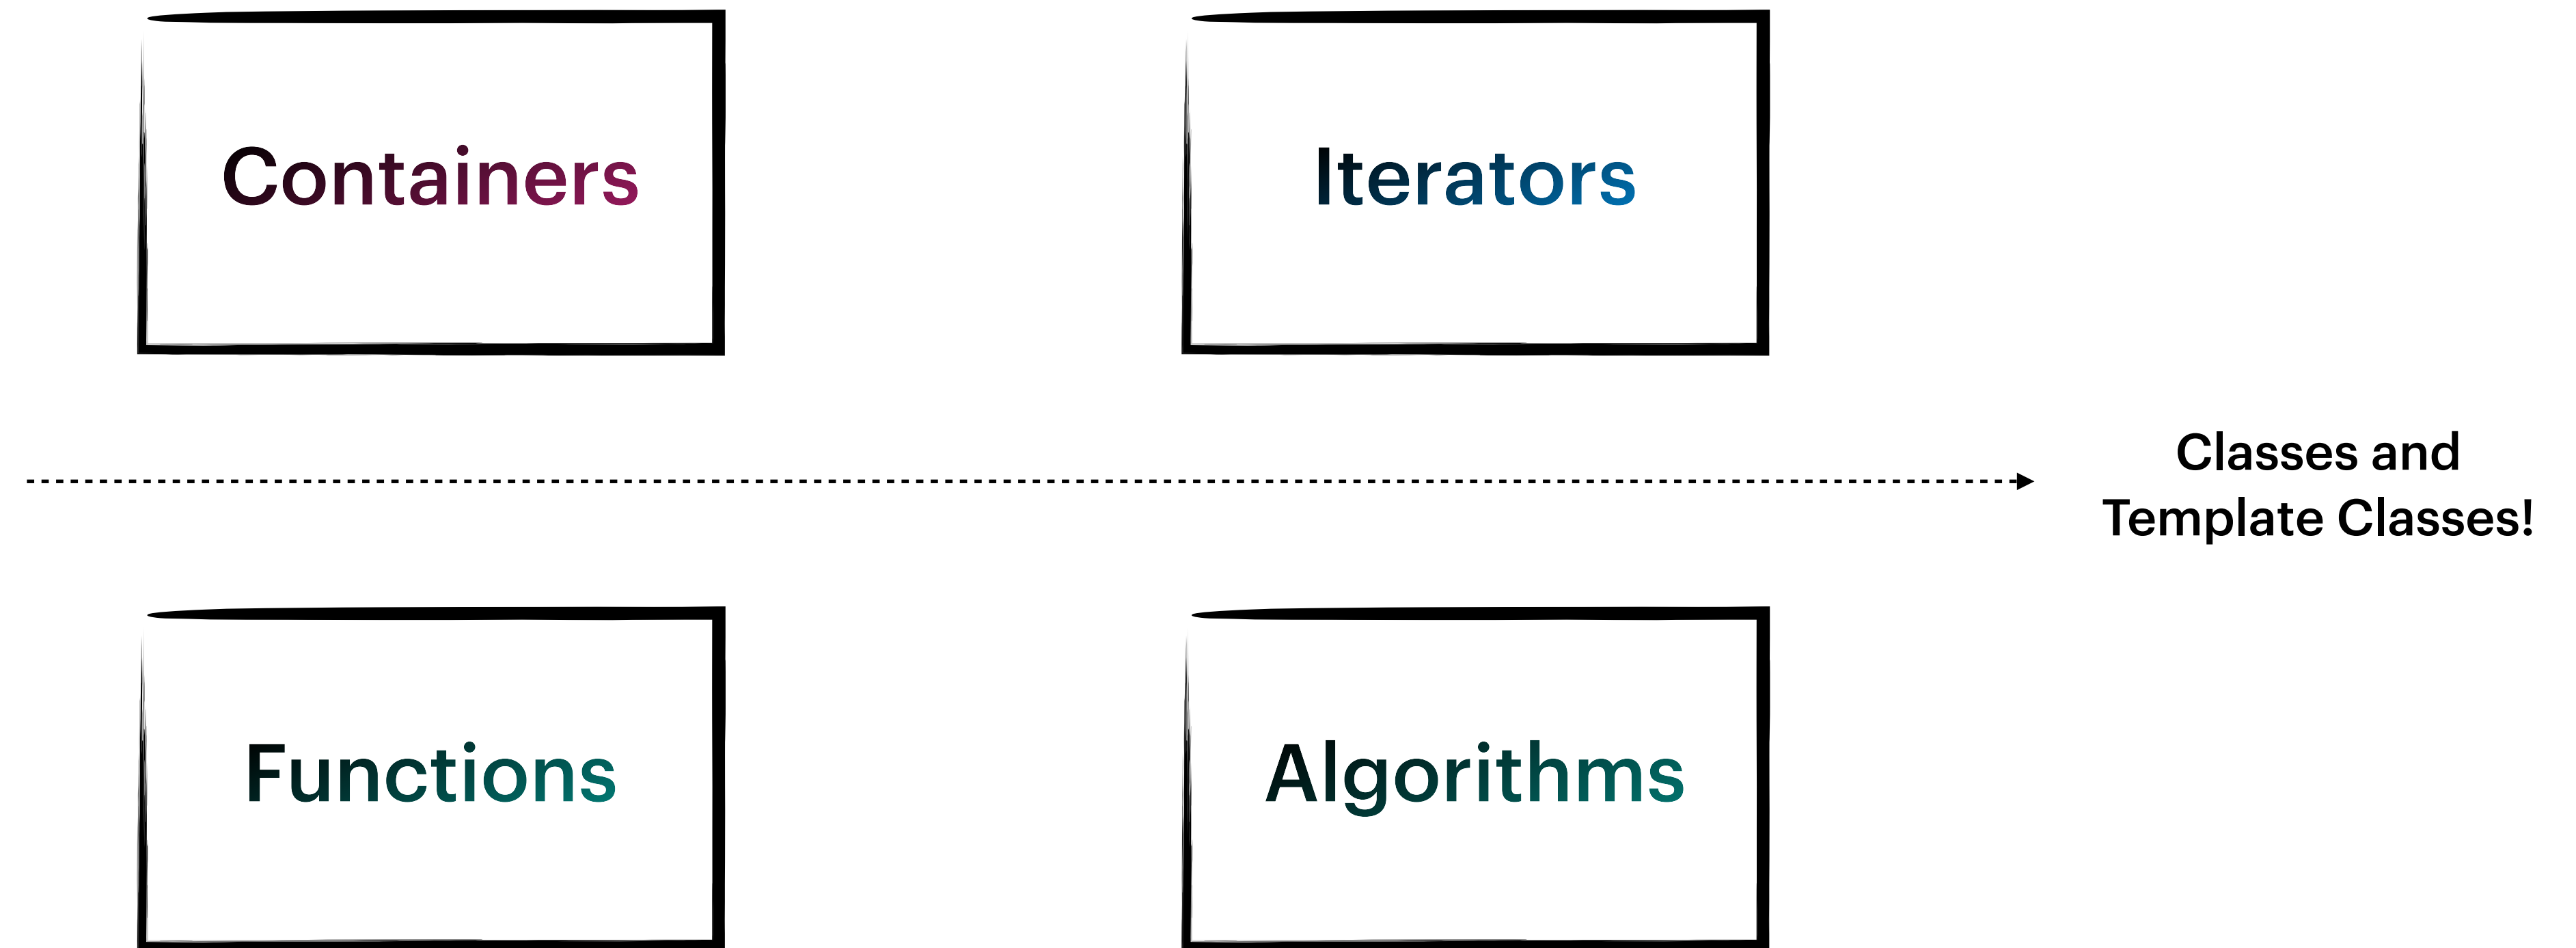 Containers
Iterators
Classes and
Template Classes!
Functions
Algorithms